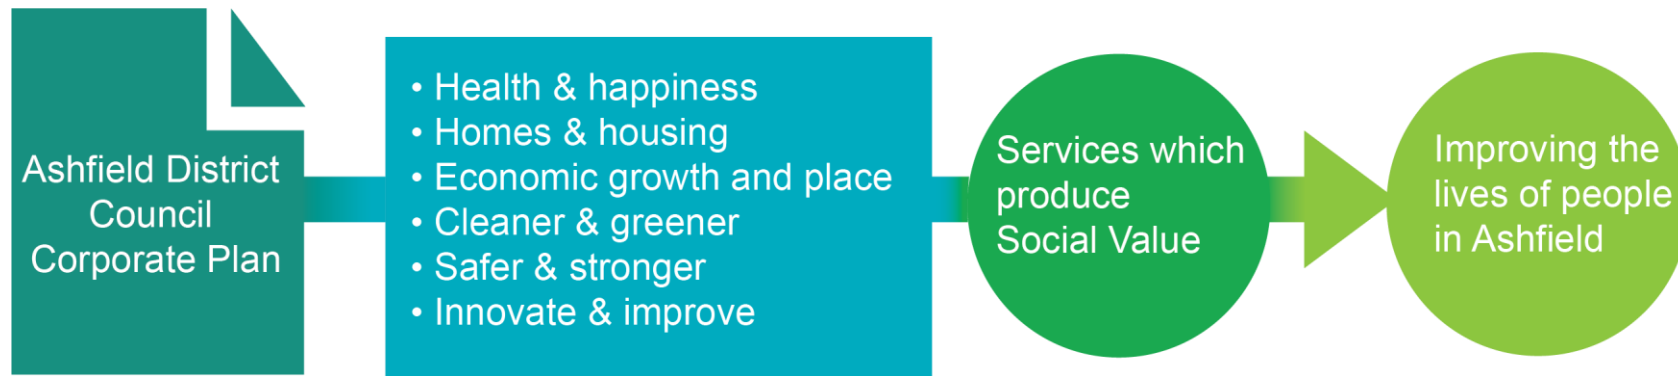 Ashfield District
Council
Corporate Plan
• Health & happiness
• Homes & housing
• Economic growth and place
• Cleaner & greener
• Safer & stronger
• Innovate & improve
Services which
produce
Social Value
Improving the
lives of people
in Ashfield